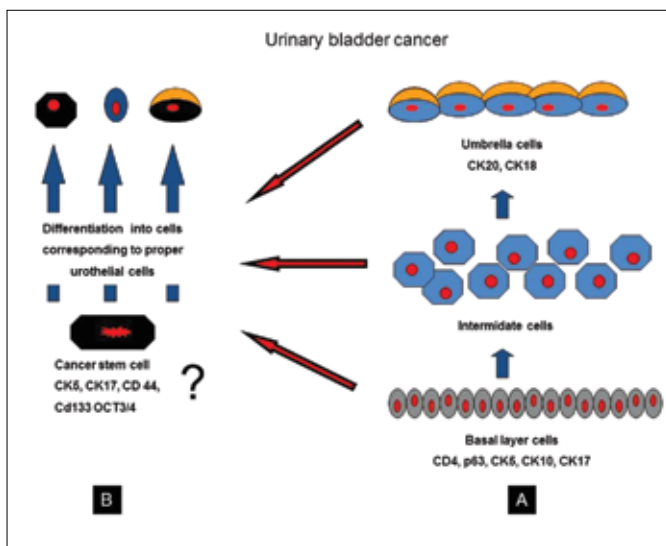 Urinary bladder cancer
Differentiation into cells
corresponding to proper
urothelial cells
Cancer stem cell
CK5, CK17, CD 44,
Cd133 OCT3/4
?
B
Umbrella cells
CK20, CK18
Intermidate cells
Basal layer cells
CD4, p63, CK5, CK10, CK17
A